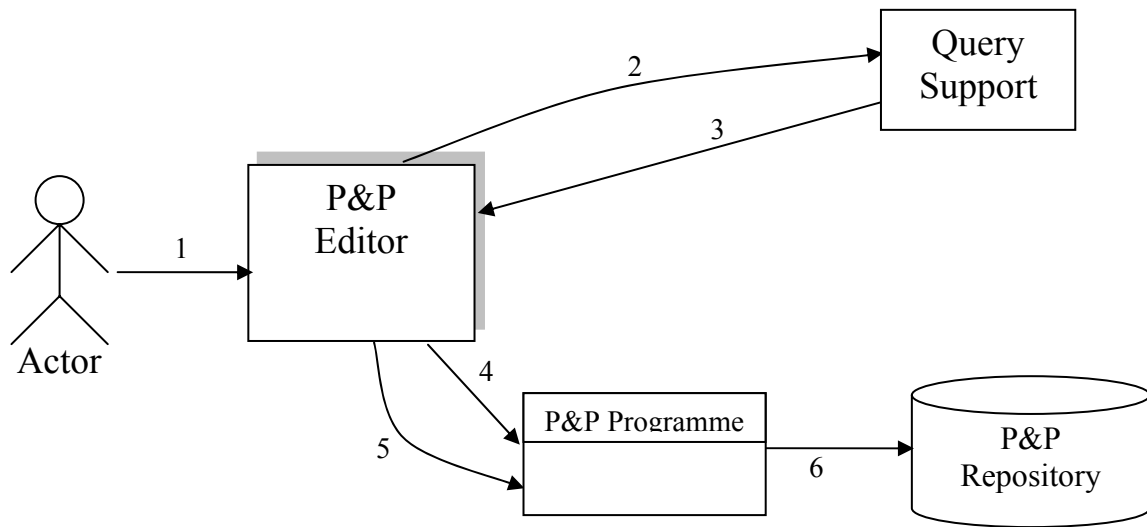 Query
Support
2
3
P&P
Editor
1
Actor
4
P&P Programme
5
6
P&P
Repository